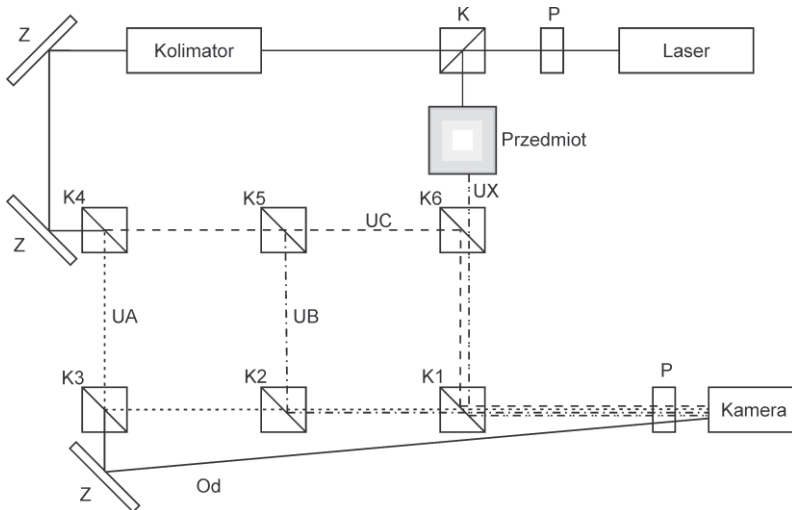 Z
Kolimator
K
P
Laser
Przedmiot
UX
K4
K5
K6
UC
Z
UA
UB
K3
K2
K1
P
Kamera
Z
Od